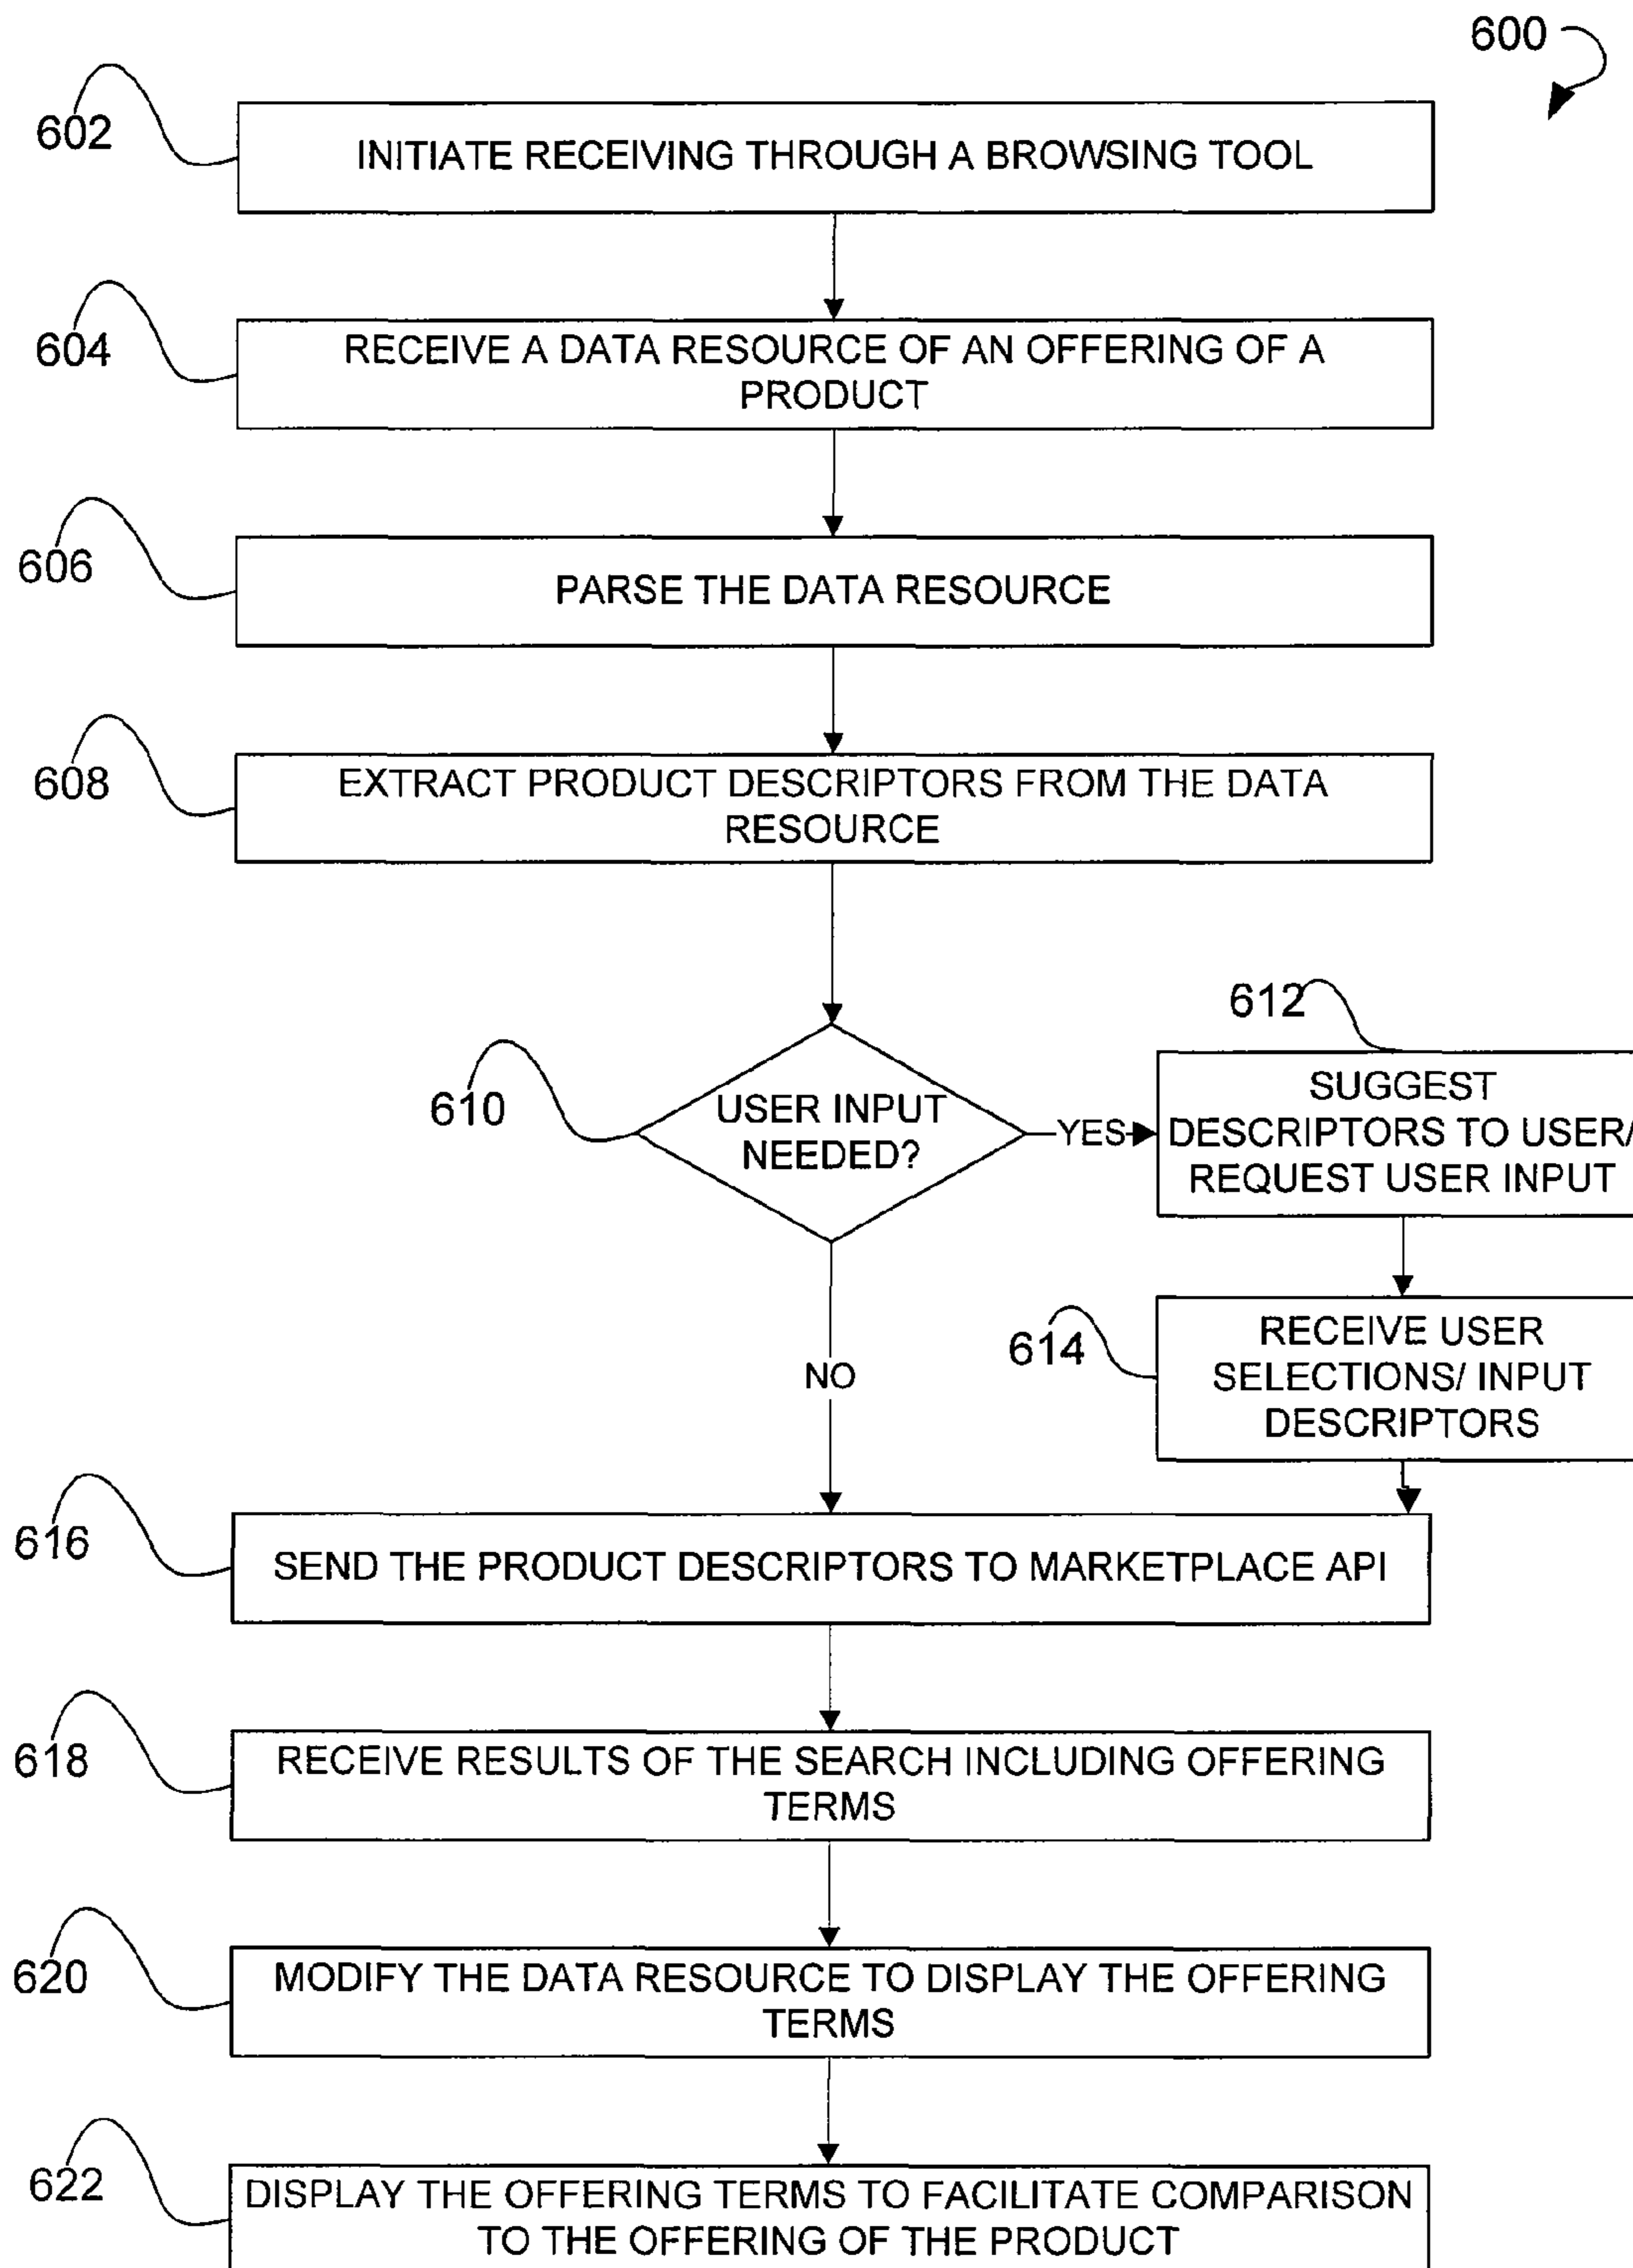 600
602
INITIATE RECEIVING THROUGH A BROWSING TOOL
604
RECEIVE A DATA RESOURCE OF AN OFFERING OF A
PRODUCT
606
PARSE THE DATA RESOURCE
608
EXTRACT PRODUCT DESCRIPTORS FROM THE DATA
RESOURCE
610
USER INPUT
NEEDED?
YES
612
SUGGEST
DESCRIPTORS TO USER/
REQUEST USER INPUT
614
RECEIVE USER
SELECTIONS/ INPUT
DESCRIPTORS
NO
616
SEND THE PRODUCT DESCRIPTORS TO MARKETPLACE API
618
RECEIVE RESULTS OF THE SEARCH INCLUDING OFFERING
TERMS
620
MODIFY THE DATA RESOURCE TO DISPLAY THE OFFERING
TERMS
622
DISPLAY THE OFFERING TERMS TO FACILITATE COMPARISON
TO THE OFFERING OF THE PRODUCT